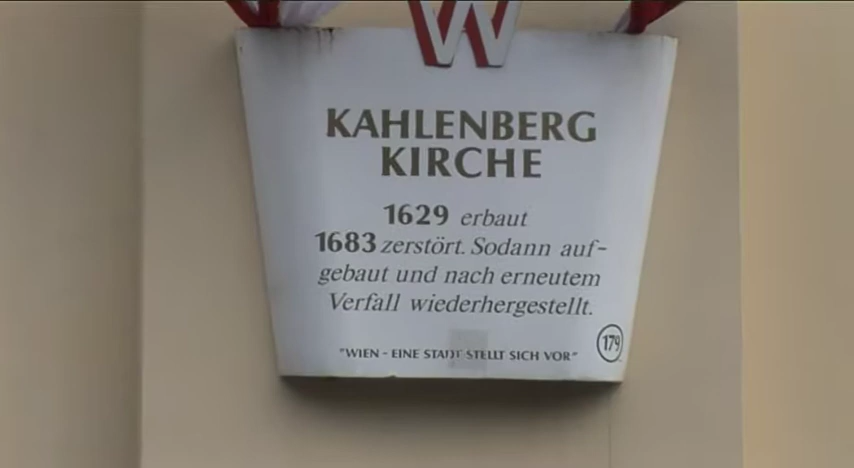 W
KAHLENBERG
KIRCHE
1629 erbaut
1683 zerstört. Sodann auf-
gebaut und nach erneutem
Verfall wiederhergestellt.
"WIEN - EINE STADT STELLT SICH VOR"
179